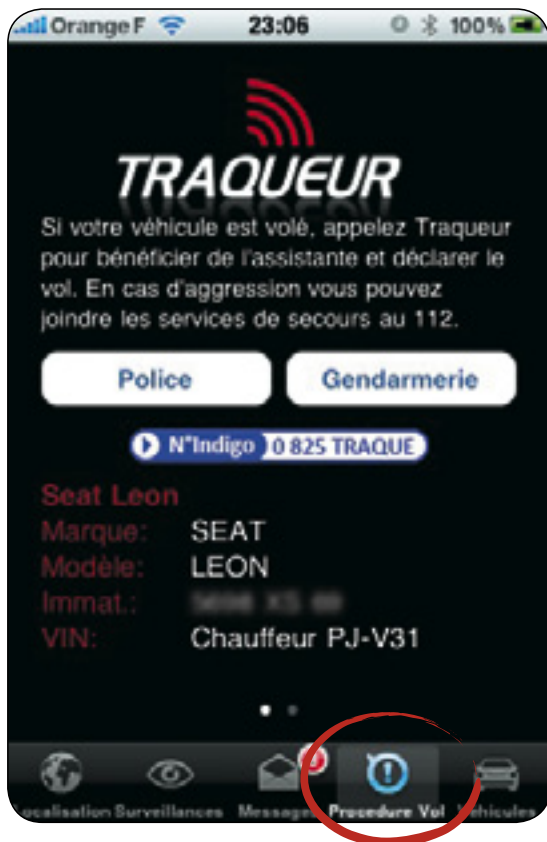 Orange F 23:06 100%
TRAQUEUR
Si votre véhicule est volé, appelez Traqueur
pour bénéficier de l'assistante et déclarer le
vol. En cas d'aggression vous pouvez
joindre les services de secours au 112.
Police Gendarmerie
N°Indigo 0 825 TRAQUE
Seat Leon
Marque: SEAT
Modèle: LEON
Immat.:
VIN: Chauffeur PJ-V31
Localisation Surveillances Messages Procedure Vol Vehicules